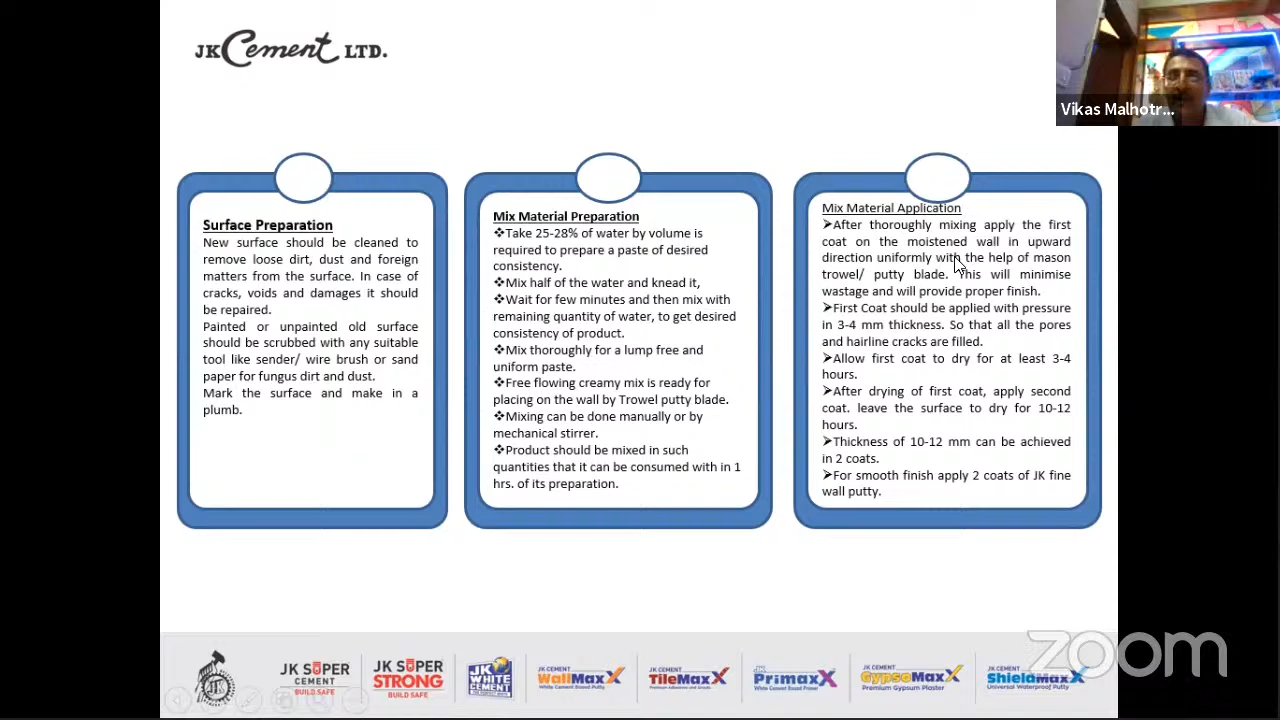 JK Cement LTD.
Vikas Malhotr...
Surface Preparation
New surface should be cleaned to
remove loose dirt, dust and foreign
matters from the surface. In case of
cracks, voids and damages it should
be repaired.
Painted or unpainted old surface
should be scrubbed with any suitable
tool like sender/ wire brush or sand
paper for fungus dirt and dust.
Mark the surface and make in a
plumb.
Mix Material Preparation
❖Take 25-28% of water by volume is
required to prepare a paste of desired
consistency.
❖Mix half of the water and knead it,
❖Wait for few minutes and then mix with
remaining quantity of water, to get desired
consistency of product.
❖Mix thoroughly for a lump free and
uniform paste.
❖Free flowing creamy mix is ready for
placing on the wall by Trowel putty blade.
❖Mixing can be done manually or by
mechanical stirrer.
❖Product should be mixed in such
quantities that it can be consumed with in 1
hrs. of its preparation.
Mix Material Application
➢After thoroughly mixing apply the first
coat on the moistened wall in upward
direction uniformly with the help of mason
trowel/ putty blade. This will minimise
wastage and will provide proper finish.
➢First Coat should be applied with pressure
in 3-4 mm thickness. So that all the pores
and hairline cracks are filled.
➢Allow first coat to dry for at least 3-4
hours.
➢After drying of first coat, apply second
coat. leave the surface to dry for 10-12
hours.
➢Thickness of 10-12 mm can be achieved
in 2 coats.
➢For smooth finish apply 2 coats of JK fine
wall putty.
zoom
JK
JK SUPER
CEMENT
BUILD SAFE
JK SUPER
STRONG
BUILD SAFE
JK
WHITE
CEMENT
JK CEMENT
WallMaxX
White Cement Based Putty
JK CEMENT
TileMaxX
JK
PrimaxX
White Cement Based Primer
JK CEMENT
GypsoMaxX
Premium Gypsum Plaster
JK CEMENT
ShieldMaxX
Universal Waterproof Putty